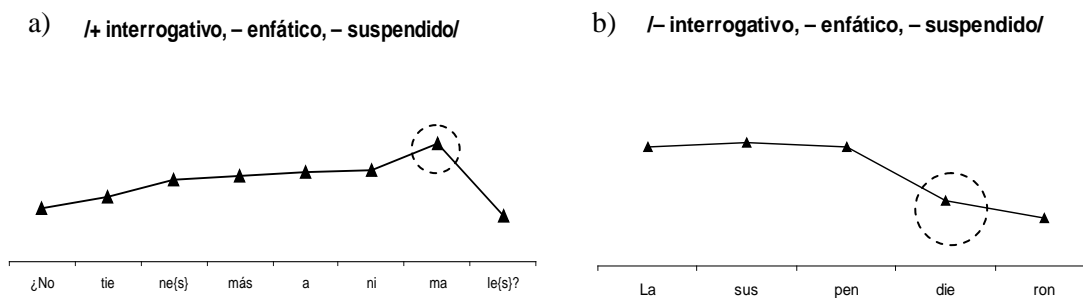 a) /+ interrogativo, – enfático, – suspendido/
¿No tie ne{s} más a ni ma le{s}?
b) /– interrogativo, – enfático, – suspendido/
La sus pen die ron